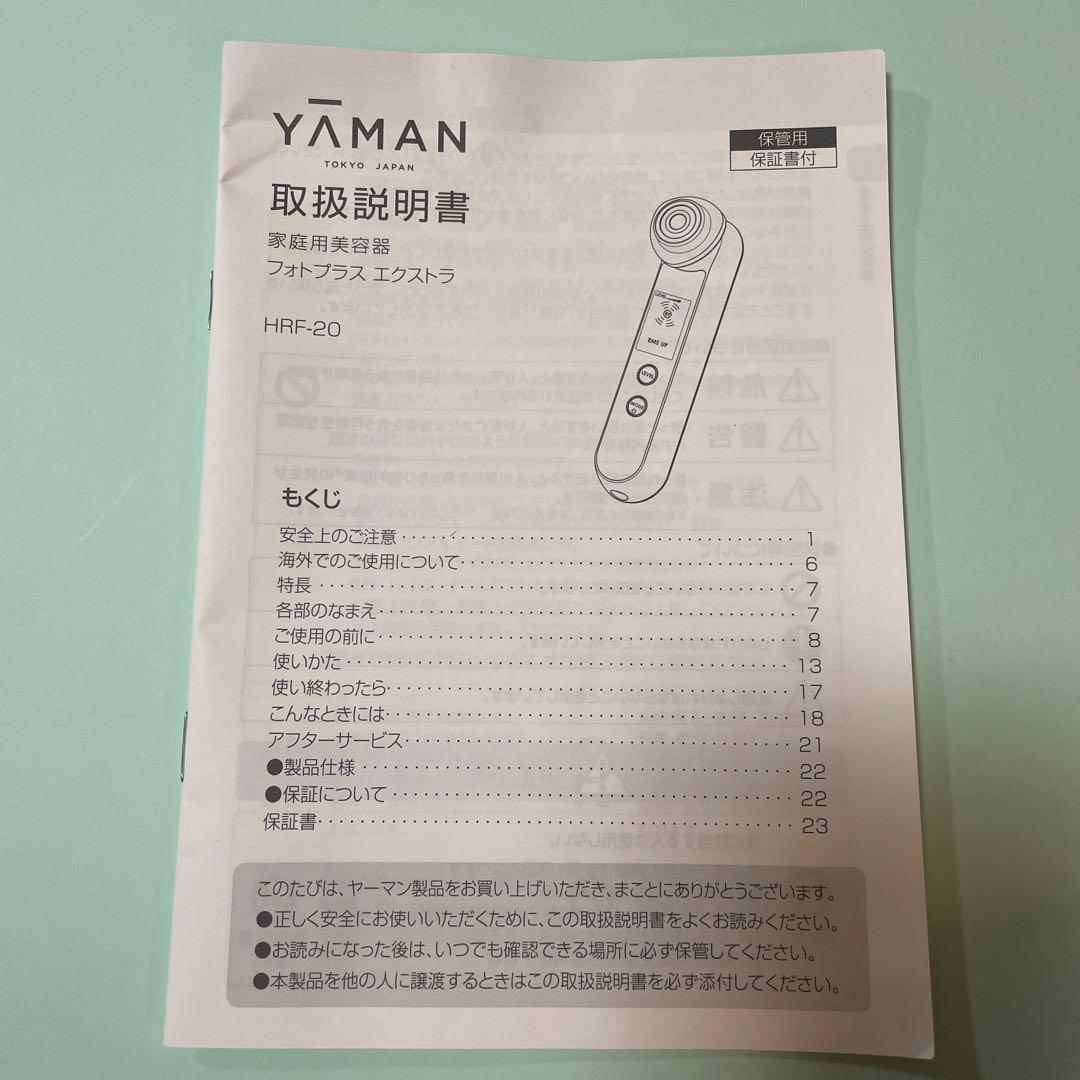 YAMAN
TOKYO JAPAN
保管用
保証書付
取扱説明書
家庭用美容器
フォトプラス エクストラ
HRF-20
LEVEL
EMS UP
LEVEL
MODE
もくじ
安全上のご注意 1
海外でのご使用について 6
特長 7
各部のなまえ 7
ご使用の前に 8
使いかた 13
使い終わったら 17
こんなときには 18
アフターサービス 21
●製品仕様 22
●保証について 22
保証書 23
このたびは、ヤーマン製品をお買い上げいただき、まことにありがとうございます。
●正しく安全にお使いいただくために、この取扱説明書をよくお読みください。
●お読みになった後は、いつでも確認できる場所に必ず保管してください。
●本製品を他の人に譲渡するときはこの取扱説明書を必ず添付してください。